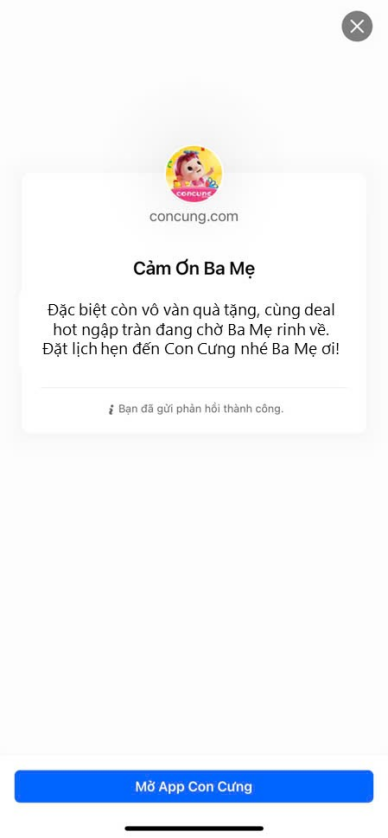 concung
concung.com
Cảm Ơn Ba Mẹ
Đặc biệt còn vô vàn quà tặng, cùng deal
hot ngập tràn đang chờ Ba Mẹ rinh về.
Đặt lịch hẹn đến Con Cưng nhé Ba Mẹ ơi!
Bạn đã gửi phản hồi thành công.
Mở App Con Cưng